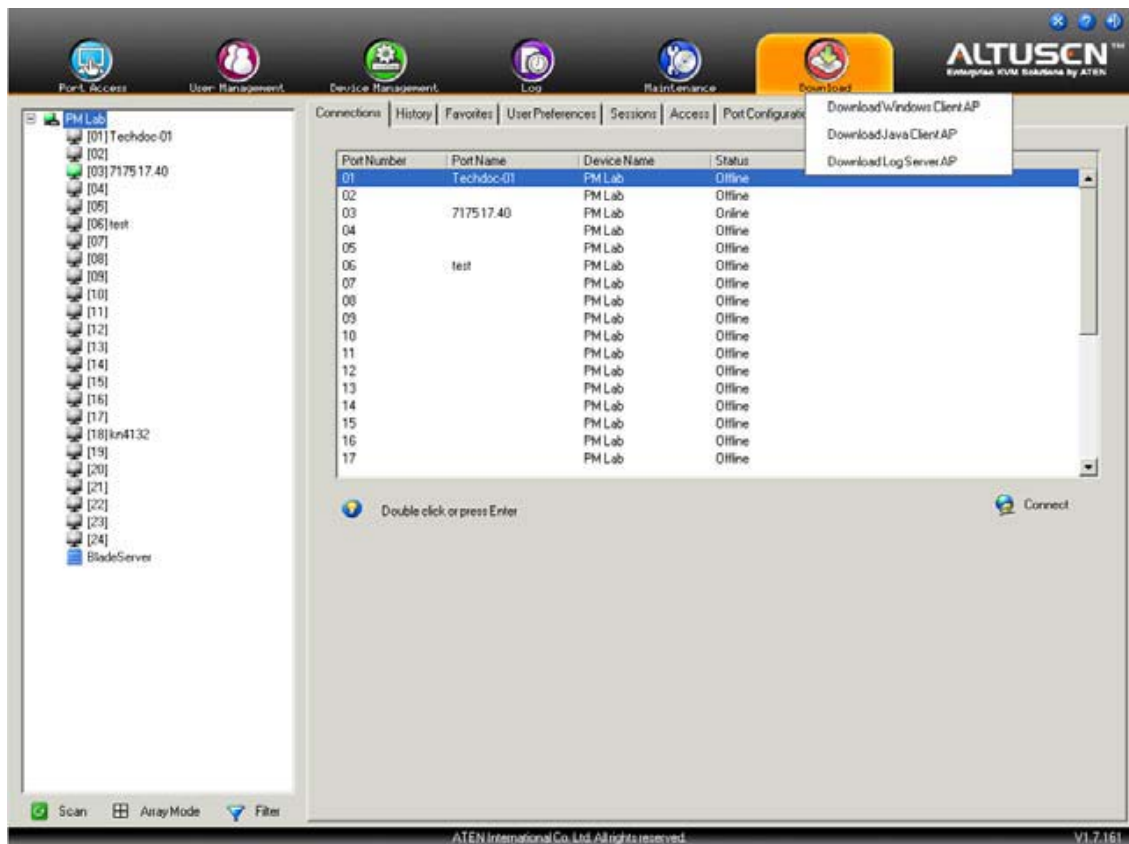 ALTUSEN™
Enterprise KVM Solutions by ATEN
Port Access
User Management
Device Management
Log
Maintenance
Download
Download Windows Client AP
Download Java Client AP
Download Log Server AP
PM Lab
[01]Techdoc-01
[02]
[03]717517.40
[04]
[05]
[06]test
[07]
[08]
[09]
[10]
[11]
[12]
[13]
[14]
[15]
[16]
[17]
[18]kn4132
[19]
[20]
[21]
[22]
[23]
[24]
BladeServer
Scan Array Mode Filter
Connections History Favorites User Preferences Sessions Access Port Configurati
Port Number Port Name Device Name Status
01 Techdoc-01 PM Lab Offline
02 PM Lab Offline
03 717517.40 PM Lab Online
04 PM Lab Offline
05 PM Lab Offline
06 test PM Lab Offline
07 PM Lab Offline
08 PM Lab Offline
09 PM Lab Offline
10 PM Lab Offline
11 PM Lab Offline
12 PM Lab Offline
13 PM Lab Offline
14 PM Lab Offline
15 PM Lab Offline
16 PM Lab Offline
17 PM Lab Offline
Double click or press Enter
Connect
ATEN International Co. Ltd. All rights reserved.
V1.7.161